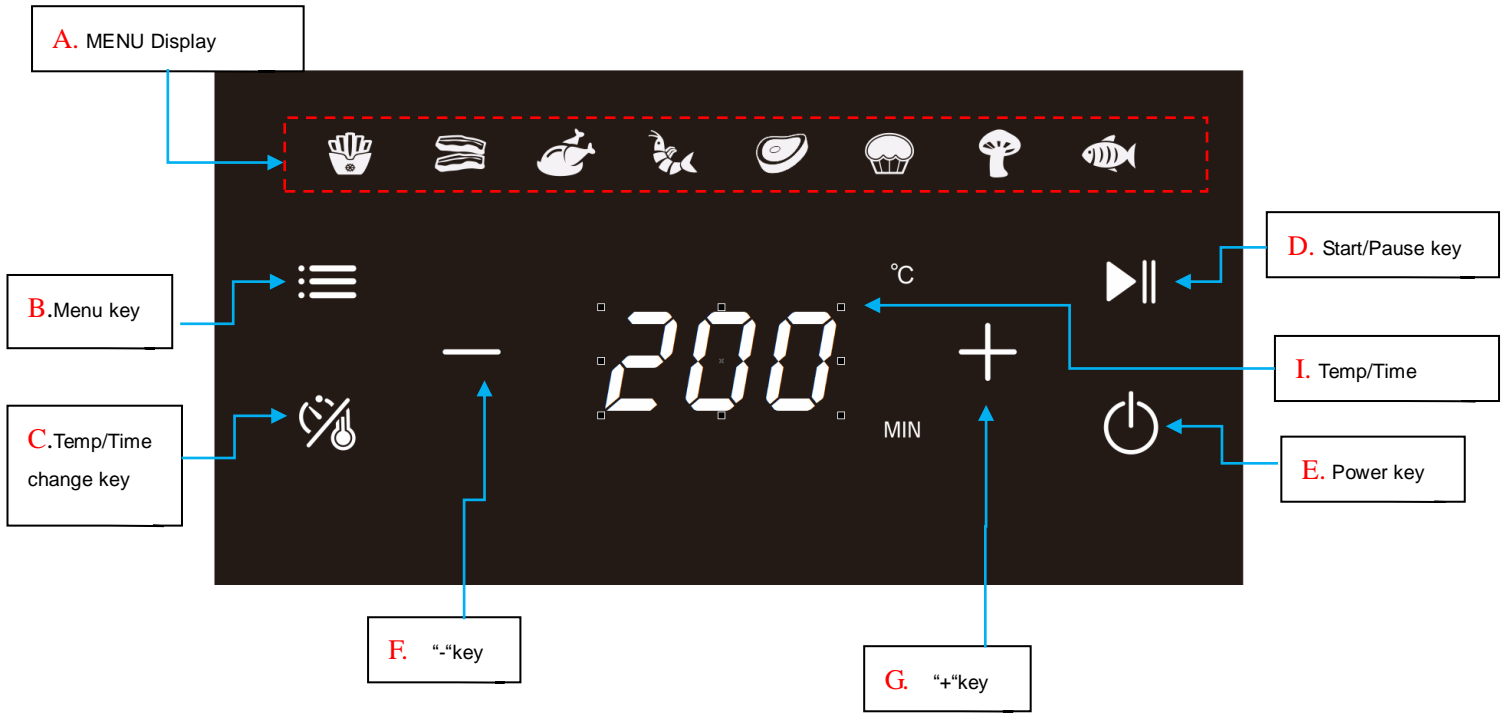 A. MENU Display
D. Start/Pause key
°C
B.Menu key
200
I. Temp/Time
C.Temp/Time
change key
MIN
E. Power key
F. “-“key
G. “+“key